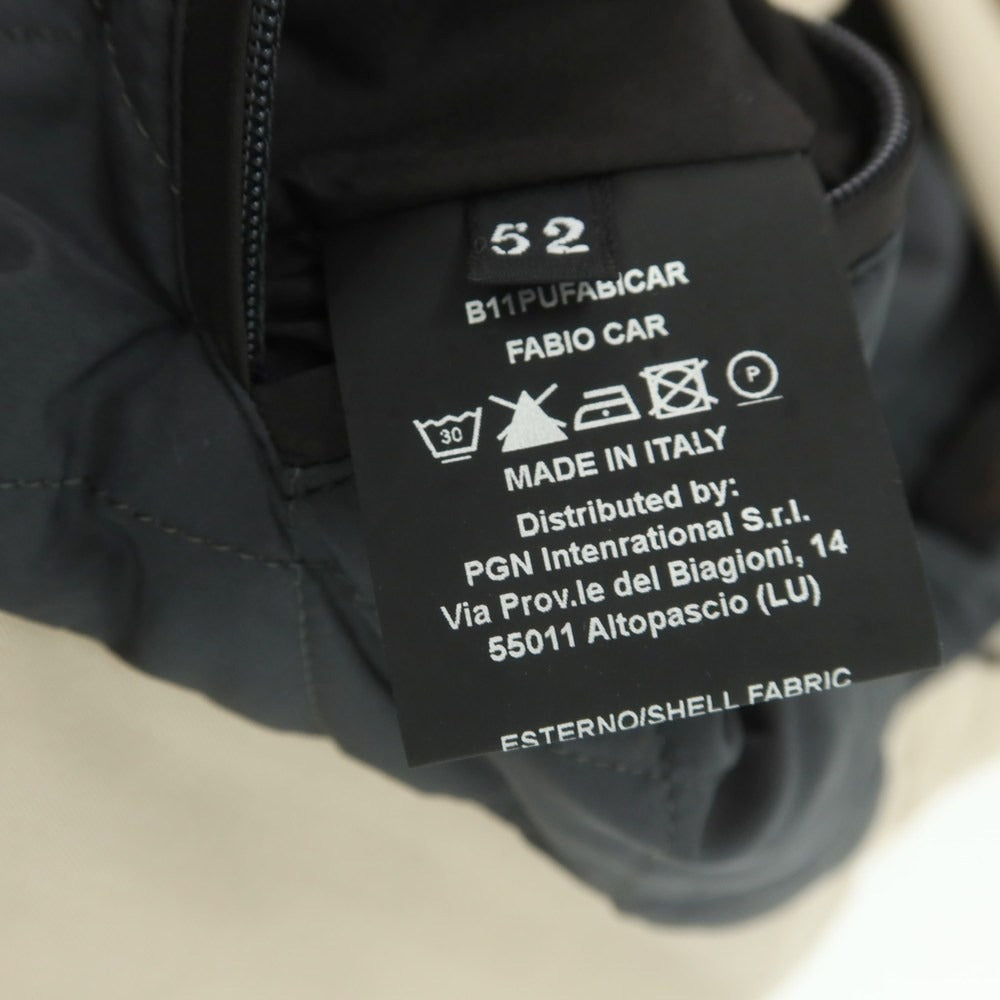 52
B11PUFABICAR
FABIO CAR
30
P
MADE IN ITALY
Distributed by:
PGN Intenrational S.r.l.
Via Prov.le del Biagioni, 14
55011 Altopascio (LU)
ESTERNO/SHELL FABRIC